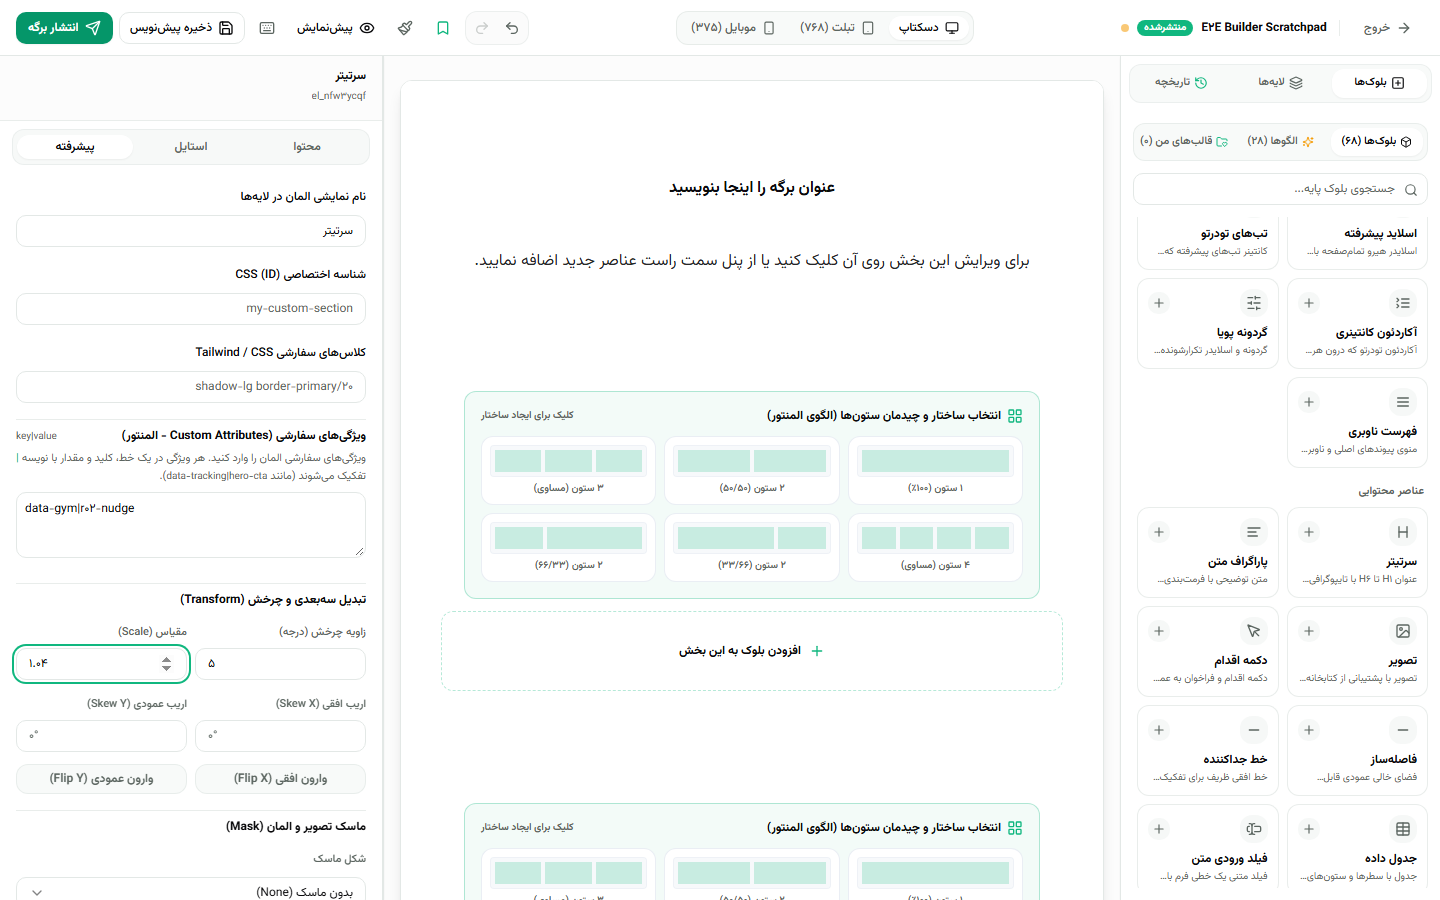 خروج
E2E Builder Scratchpad
منتشرشده
دسکتاپ
تبلت (۷۶۸)
موبایل (۳۷۵)
پیش‌نمایش
ذخیره پیش‌نویس
انتشار برگه
بلوک‌ها
لایه‌ها
تاریخچه
بلوک‌ها (۶۸)
الگوها (۲۸)
قالب‌های من (۰)
جستجوی بلوک پایه...
اسلاید پیشرفته
اسلایدر هیرو تمام‌صفحه با...
تب‌های تودرتو
کانتینر تب‌های پیشرفته که...
آکاردئون کانتینری
آکاردئون تودرتو که درون هر...
گردونه پویا
گردونه و اسلایدر تکرارشونده...
فهرست ناوبری
منوی پیوندهای اصلی و ناوبر...
عناصر محتوایی
سرتیتر
عنوان H۱ تا H۶ با تایپوگرافی...
پاراگراف متن
متن توضیحی با فرمت‌بندی...
تصویر
تصویر با پشتیبانی از کتابخانه...
دکمه اقدام
دکمه اقدام و فراخوان به عمـ...
فاصله‌ساز
فضای خالی عمودی قابل...
خط جداکننده
خط افقی ظریف برای تفکیک...
جدول داده
جدول با سطرها و ستون‌های...
فیلد ورودی متن
فیلد متنی یک خطی فرم با...
عنوان برگه را اینجا بنویسید
برای ویرایش این بخش روی آن کلیک کنید یا از پنل سمت راست عناصر جدید اضافه نمایید.
انتخاب ساختار و چیدمان ستون‌ها (الگوی المنتور)
کلیک برای ایجاد ساختار
۱ ستون (۱۰۰٪)
۲ ستون (۵۰/۵۰)
۳ ستون (مساوی)
۴ ستون (مساوی)
۲ ستون (۳۳/۶۶)
۲ ستون (۶۶/۳۳)
افزودن بلوک به این بخش
انتخاب ساختار و چیدمان ستون‌ها (الگوی المنتور)
کلیک برای ایجاد ساختار
سرتیتر
el_nfw۳ycqf
محتوا
استایل
پیشرفته
نام نمایشی المان در لایه‌ها
سرتیتر
شناسه اختصاصی CSS (ID)
my-custom-section
کلاس‌های سفارشی Tailwind / CSS
shadow-lg border-primary/۲۰
ویژگی‌های سفارشی (Custom Attributes - المنتور)
key|value
ویژگی‌های سفارشی المان را وارد کنید. هر ویژگی در یک خط، کلید و مقدار با نویسه |
تفکیک می‌شوند (مانند data-tracking|hero-cta).
data-gym|r۰۲-nudge
تبدیل سه‌بعدی و چرخش (Transform)
زاویه چرخش (درجه)
مقیاس (Scale)
۵
۱.۰۴
اریب افقی (Skew X)
اریب عمودی (Skew Y)
۰°
۰°
وارون افقی (Flip X)
وارون عمودی (Flip Y)
ماسک تصویر و المان (Mask)
شکل ماسک
بدون ماسک (None)